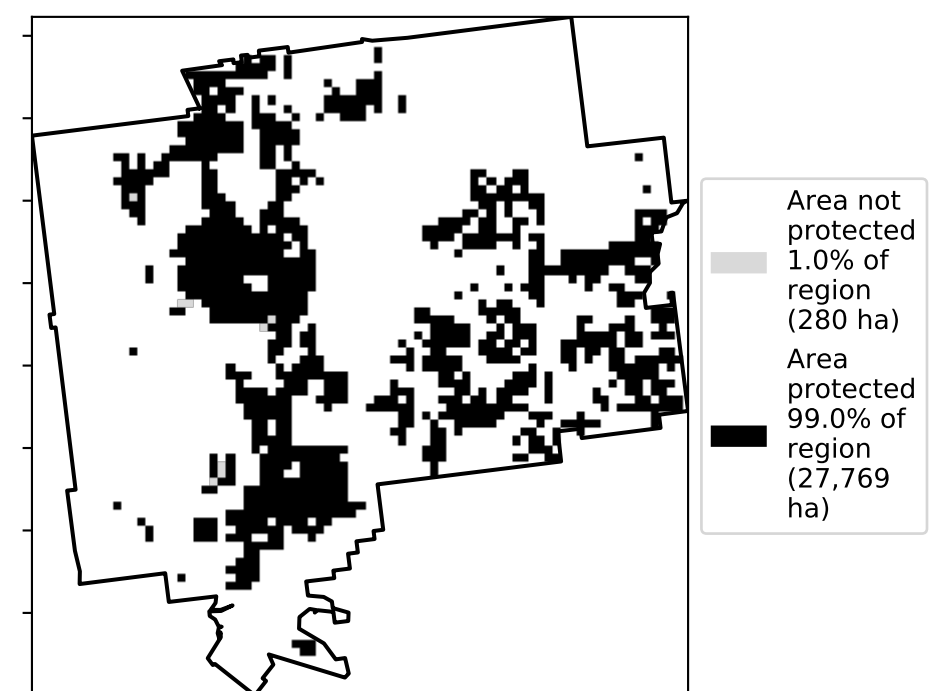 Area not
protected
1.0% of
region
(280 ha)
Area
protected
99.0% of
region
(27,769
ha)